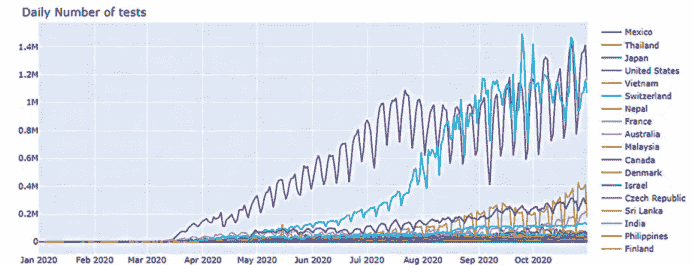 Daily Number of tests
1.4M
1.2M
1M
0.8M
0.6M
0.4M
0.2M
0
Jan 2020 Feb 2020 Mar 2020 Apr 2020 May 2020 Jun 2020 Jul 2020 Aug 2020 Sep 2020 Oct 2020
Mexico
Thailand
Japan
United States
Vietnam
Switzerland
Nepal
France
Australia
Malaysia
Canada
Denmark
Israel
Czech Republic
Sri Lanka
India
Philippines
Finland